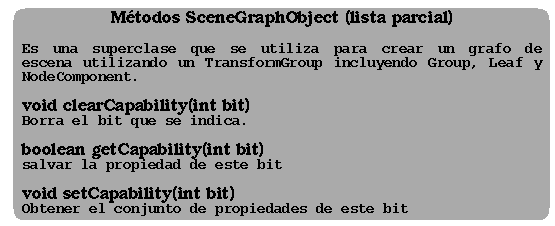 Métodos SceneGraphObject (lista parcial)
Es una superclase que se utiliza para crear un grafo de
escena utilizando un TransformGroup incluyendo Group, Leaf y
NodeComponent.
void clearCapability(int bit)
Borra el bit que se indica.
boolean getCapability(int bit)
salvar la propiedad de este bit
void setCapability(int bit)
Obtener el conjunto de propiedades de este bit